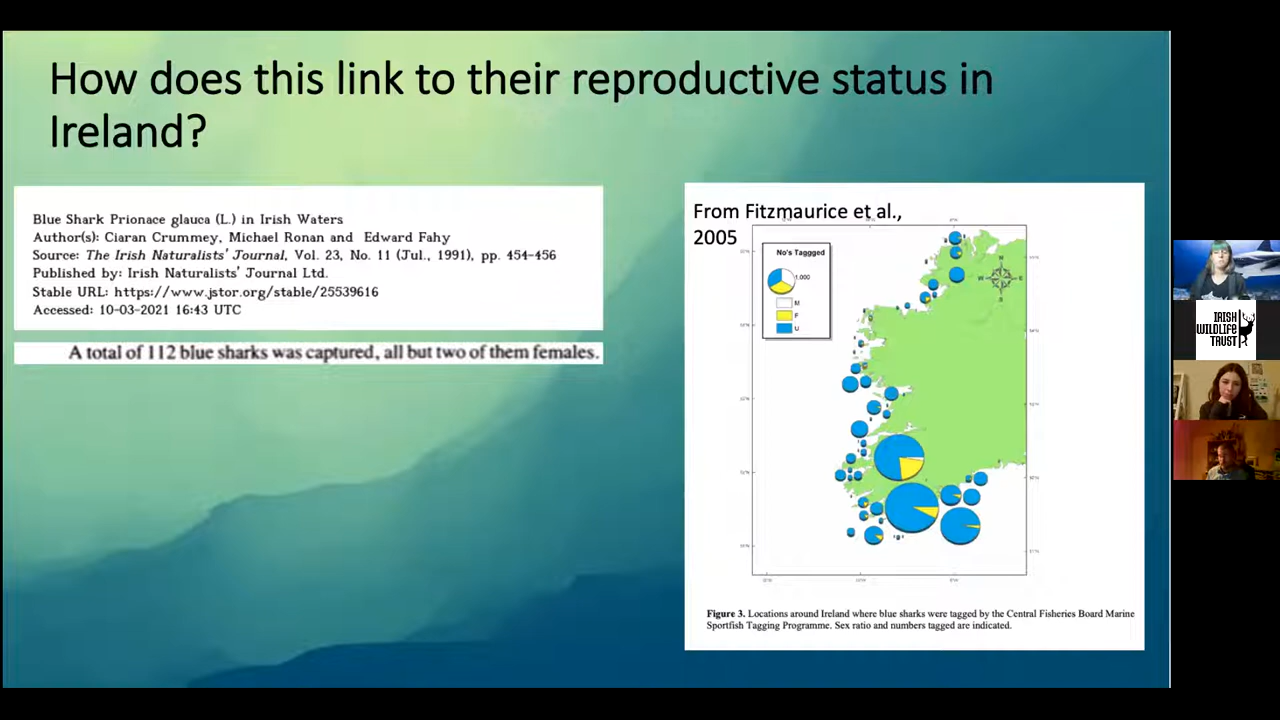 How does this link to their reproductive status in
Ireland?
Blue Shark Prionace glauca (L.) in Irish Waters
Author(s): Ciaran Crummey, Michael Ronan and Edward Fahy
Source: The Irish Naturalists' Journal, Vol. 23, No. 11 (Jul., 1991), pp. 454-456
Published by: Irish Naturalists' Journal Ltd.
Stable URL: https://www.jstor.org/stable/25539616
Accessed: 10-03-2021 16:43 UTC
A total of 112 blue sharks was captured, all but two of them females.
From Fitzmaurice et al.,
2005
No's Taggged
1,000
M
F
U
N
W
E
S
Figure 3. Locations around Ireland where blue sharks were tagged by the Central Fisheries Board Marine
Sportfish Tagging Programme. Sex ratio and numbers tagged are indicated.
IRISH
WILDLIFE
TRUST